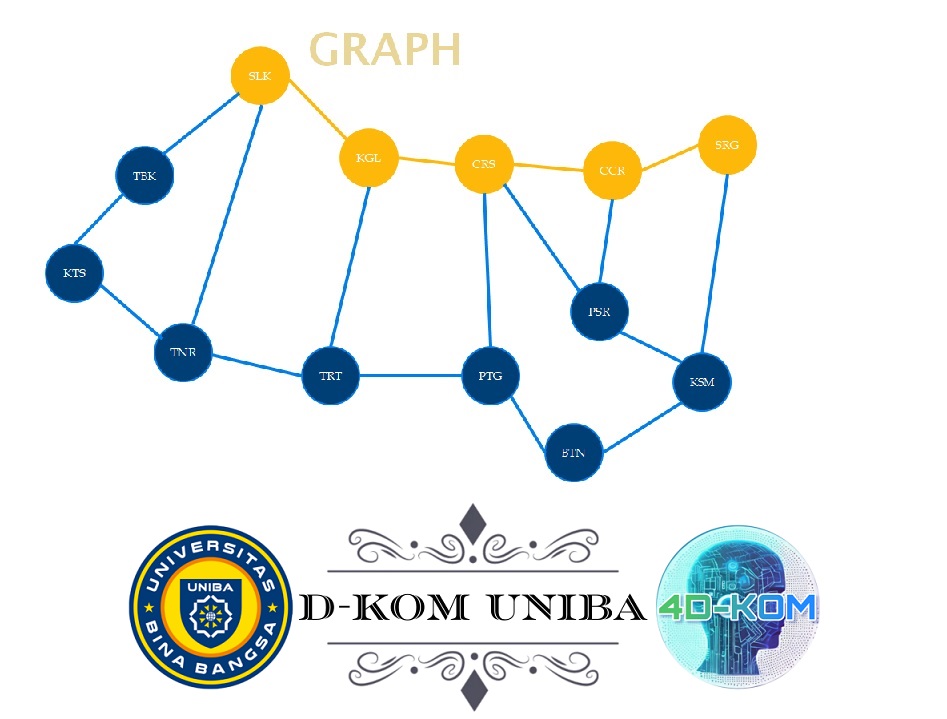 GRAPH
SLK
KGL
CRS
CCR
SRG
TBK
KTS
TNR
TRT
PTG
PSR
KSM
BTN
UNIVERSITAS
UNIBA
BINA BANGSA
D-KOM UNIBA
4D-KOM